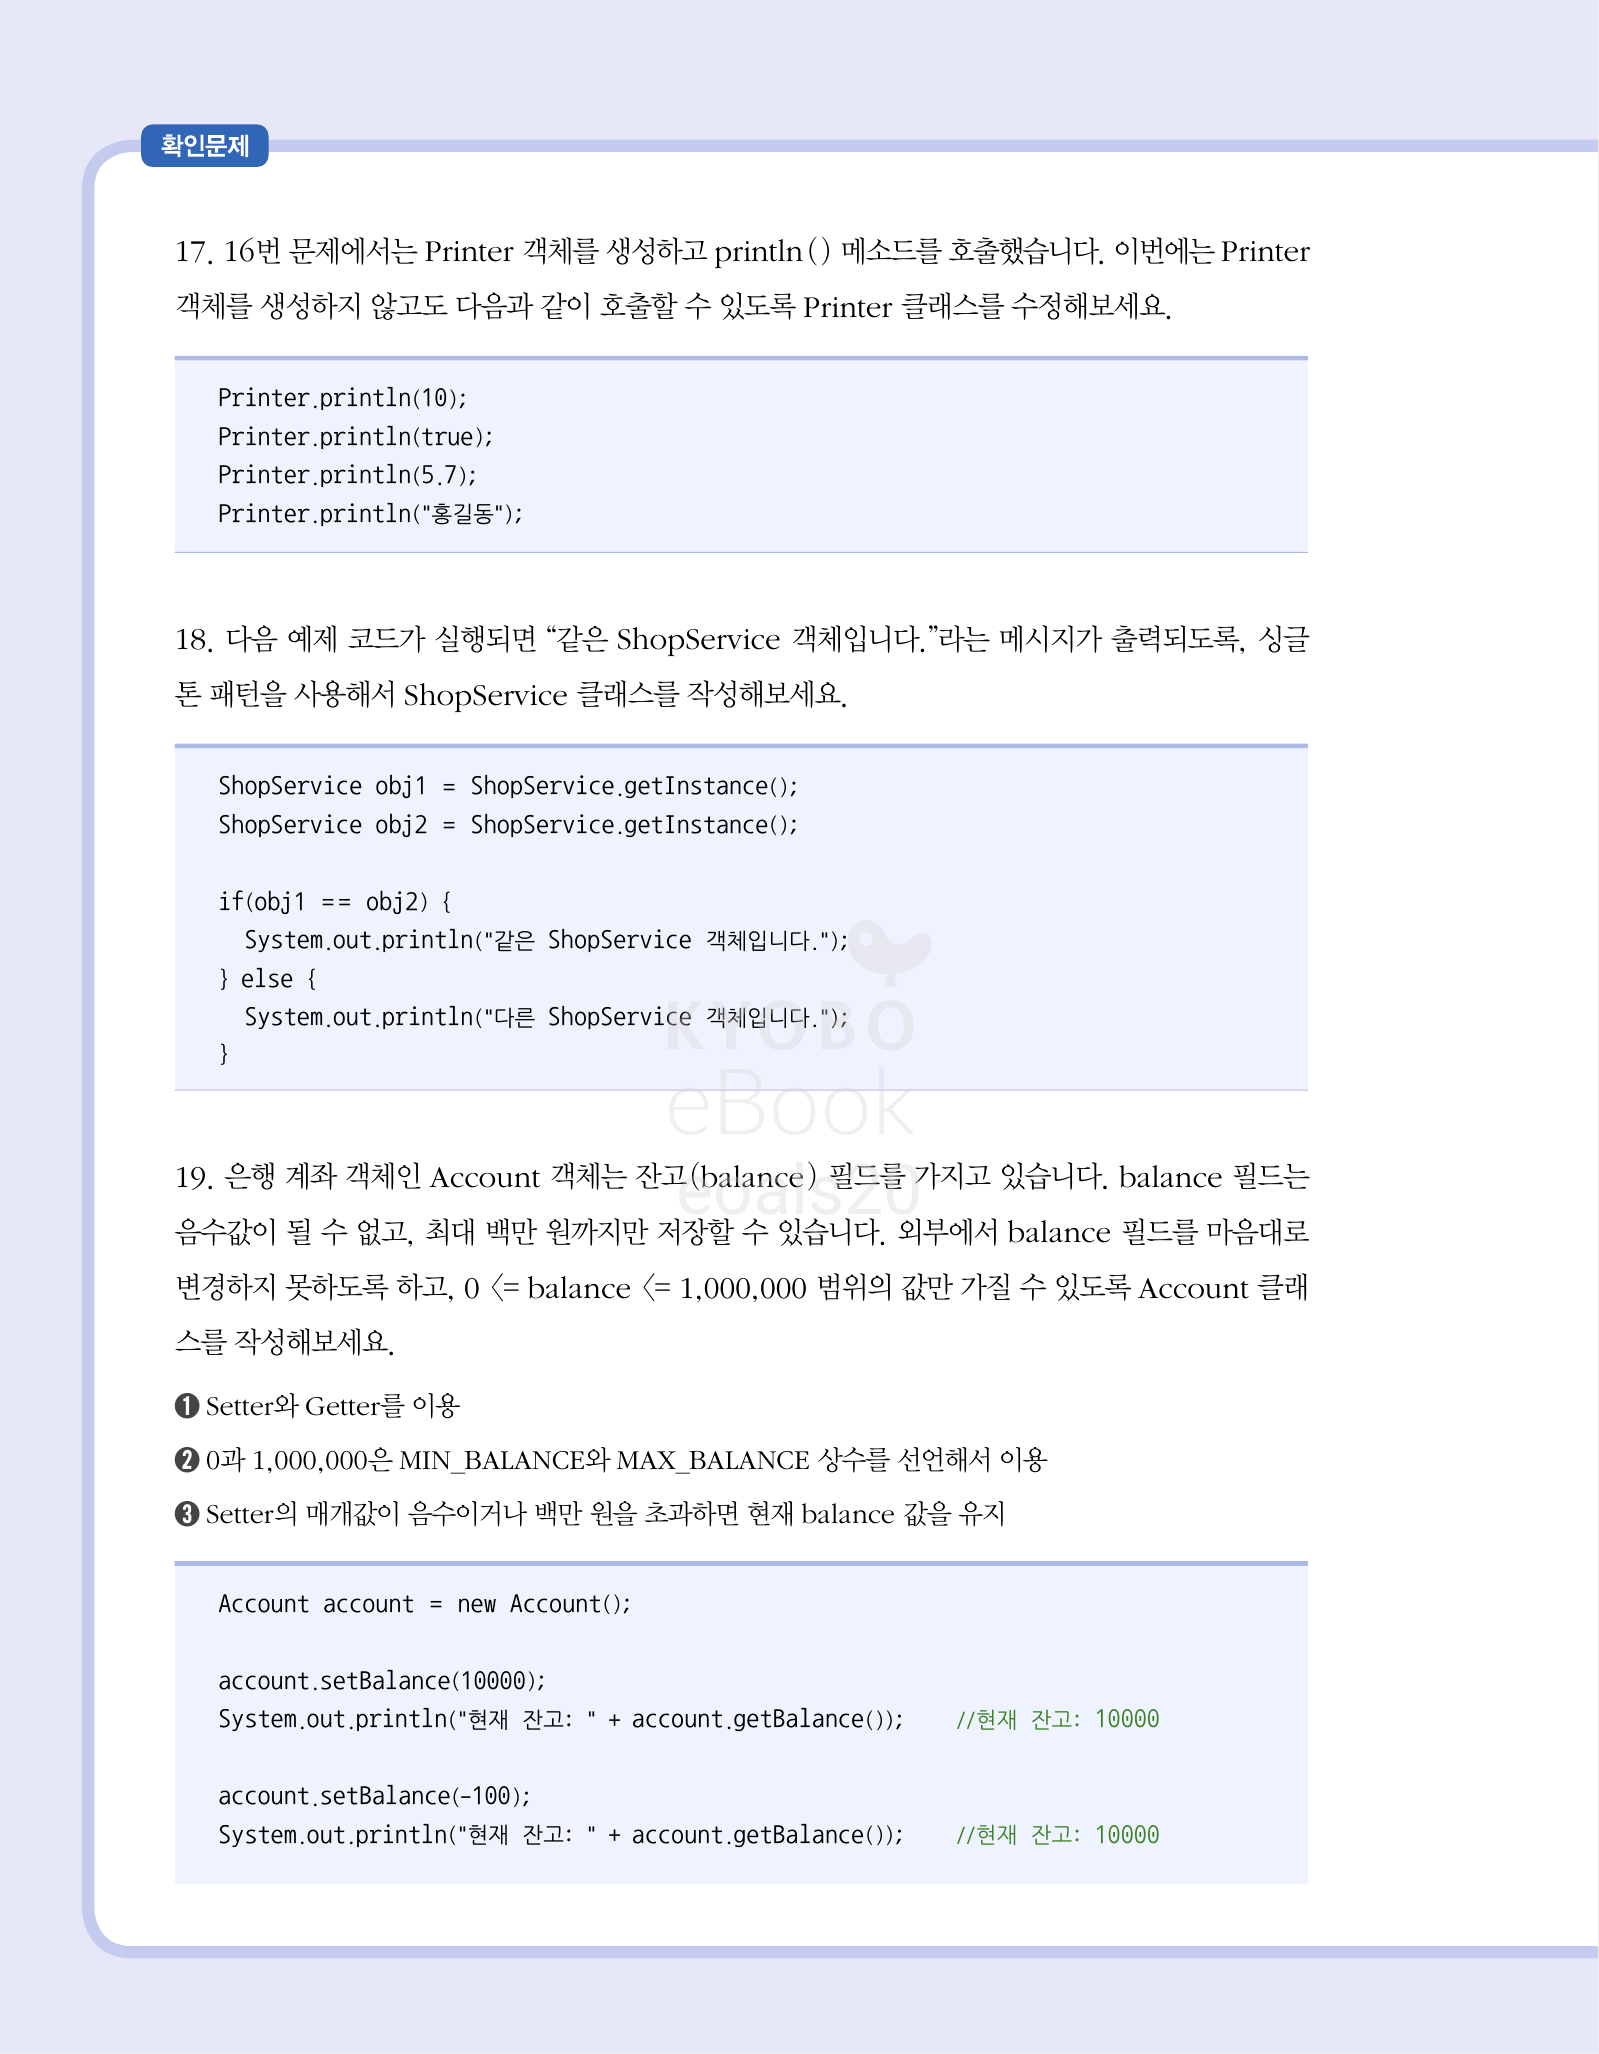 확인문제
17. 16번 문제에서는 Printer 객체를 생성하고 println( ) 메소드를 호출했습니다. 이번에는 Printer
객체를 생성하지 않고도 다음과 같이 호출할 수 있도록 Printer 클래스를 수정해보세요.
Printer.println(10);
Printer.println(true);
Printer.println(5.7);
Printer.println("홍길동");
18. 다음 예제 코드가 실행되면 “같은 ShopService 객체입니다.”라는 메시지가 출력되도록, 싱글
톤 패턴을 사용해서 ShopService 클래스를 작성해보세요.
ShopService obj1 = ShopService.getInstance();
ShopService obj2 = ShopService.getInstance();
if(obj1 == obj2) {
System.out.println("같은 ShopService 객체입니다.");
} else {
System.out.println("다른 ShopService 객체입니다.");
}
KYOBO
eBook
eoals20
19. 은행 계좌 객체인 Account 객체는 잔고(balance) 필드를 가지고 있습니다. balance 필드는
음수값이 될 수 없고, 최대 백만 원까지만 저장할 수 있습니다. 외부에서 balance 필드를 마음대로
변경하지 못하도록 하고, 0 <= balance <= 1,000,000 범위의 값만 가질 수 있도록 Account 클래
스를 작성해보세요.
❶ Setter와 Getter를 이용
❷ 0과 1,000,000은 MIN_BALANCE와 MAX_BALANCE 상수를 선언해서 이용
❸ Setter의 매개값이 음수이거나 백만 원을 초과하면 현재 balance 값을 유지
Account account = new Account();
account.setBalance(10000);
System.out.println("현재 잔고: " + account.getBalance()); //현재 잔고: 10000
account.setBalance(-100);
System.out.println("현재 잔고: " + account.getBalance()); //현재 잔고: 10000